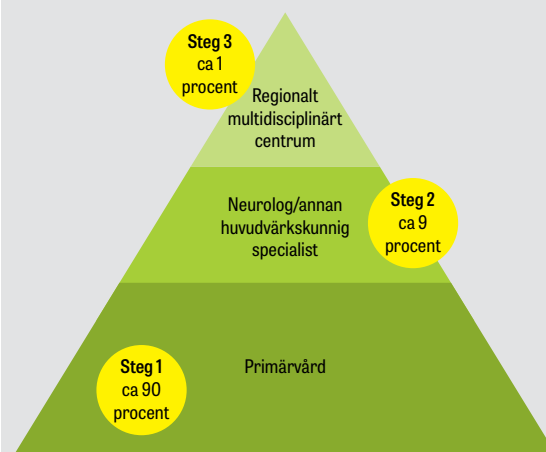 Steg 3
ca 1
procent
Regionalt
multidisciplinärt
centrum
Neurolog/annan
huvudvärkskunnig
specialist
Steg 2
ca 9
procent
Steg 1
ca 90
procent
Primärvård